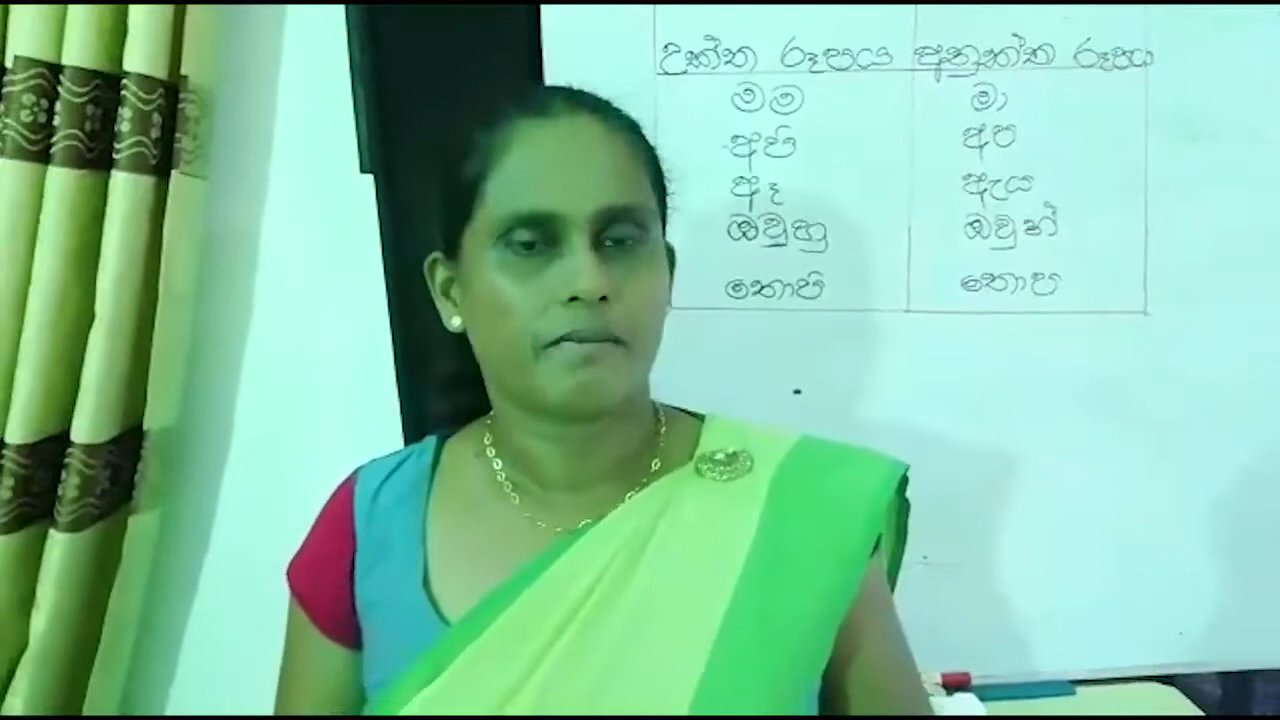 උක්ත රූපය අනුක්ත රූපය
මම මා
අපි අප
ඈ ඇය
ඔවුහු ඔවුන්
තොපි තොප